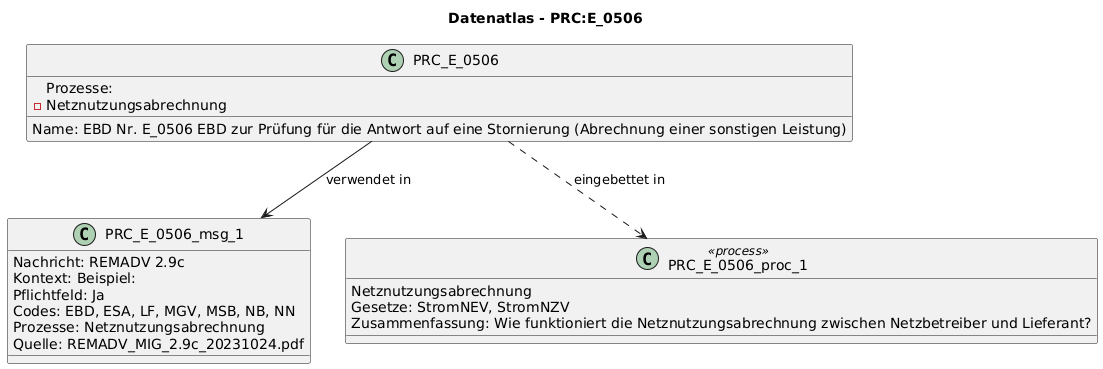 Datenatlas - PRC:E_0506
C PRC_E_0506
Prozesse:
Netznutzungsabrechnung
Name: EBD Nr. E_0506 EBD zur Prüfung für die Antwort auf eine Stornierung (Abrechnung einer sonstigen Leistung)
verwendet in
eingebettet in
C PRC_E_0506_msg_1
Nachricht: REMADV 2.9c
Kontext: Beispiel:
Pflichtfeld: Ja
Codes: EBD, ESA, LF, MGV, MSB, NB, NN
Prozesse: Netznutzungsabrechnung
Quelle: REMADV_MIG_2.9c_20231024.pdf
«process»
C PRC_E_0506_proc_1
Netznutzungsabrechnung
Gesetze: StromNEV, StromNZV
Zusammenfassung: Wie funktioniert die Netznutzungsabrechnung zwischen Netzbetreiber und Lieferant?